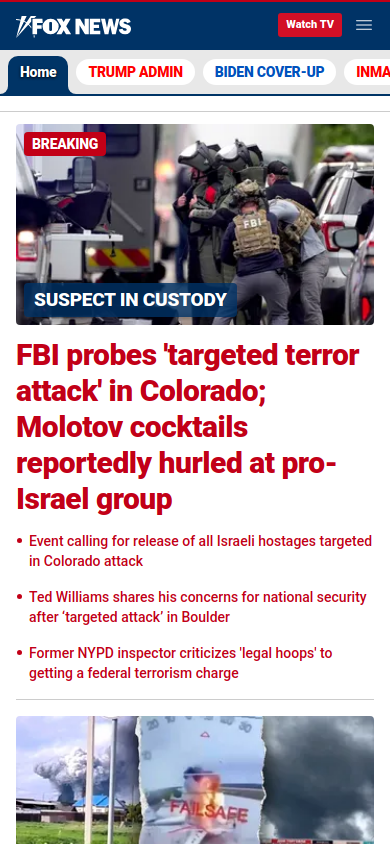 FOX NEWS
Watch TV
Home
TRUMP ADMIN
BIDEN COVER-UP
INMA
BREAKING
FBI
SUSPECT IN CUSTODY
FBI probes 'targeted terror
attack' in Colorado;
Molotov cocktails
reportedly hurled at pro-
Israel group
• Event calling for release of all Israeli hostages targeted
in Colorado attack
• Ted Williams shares his concerns for national security
after ‘targeted attack’ in Boulder
• Former NYPD inspector criticizes 'legal hoops' to
getting a federal terrorism charge
FAILSAFE